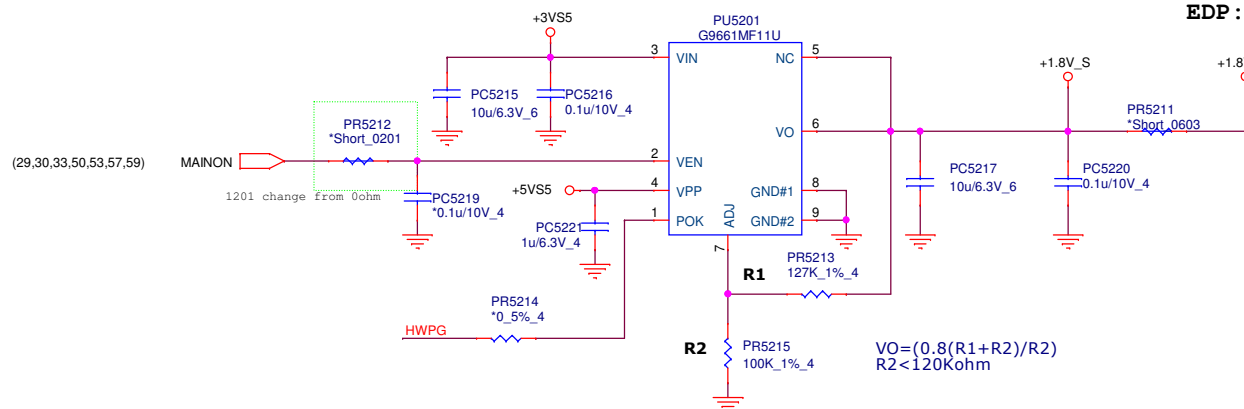 EDP:
PU5201
G9661MF11U
+3VS5
+1.8V_S
+1.8
3
VIN
NC
5
PC5215
10u/6.3V_6
PC5216
0.1u/10V_4
PR5211
*Short_0603
PR5212
*Short_0201
VO
6
(29,30,33,50,53,57,59)
MAINON
2
VEN
PC5217
10u/6.3V_6
PC5220
0.1u/10V_4
1201 change from 0ohm
PC5219
*0.1u/10V_4
+5VS5
4
VPP
GND#1
8
1
POK
ADJ
GND#2
9
PC5221
1u/6.3V_4
7
R1
PR5213
127K_1%_4
PR5214
*0_5%_4
HWPG
R2
PR5215
100K_1%_4
VO=(0.8(R1+R2)/R2)
R2<120Kohm